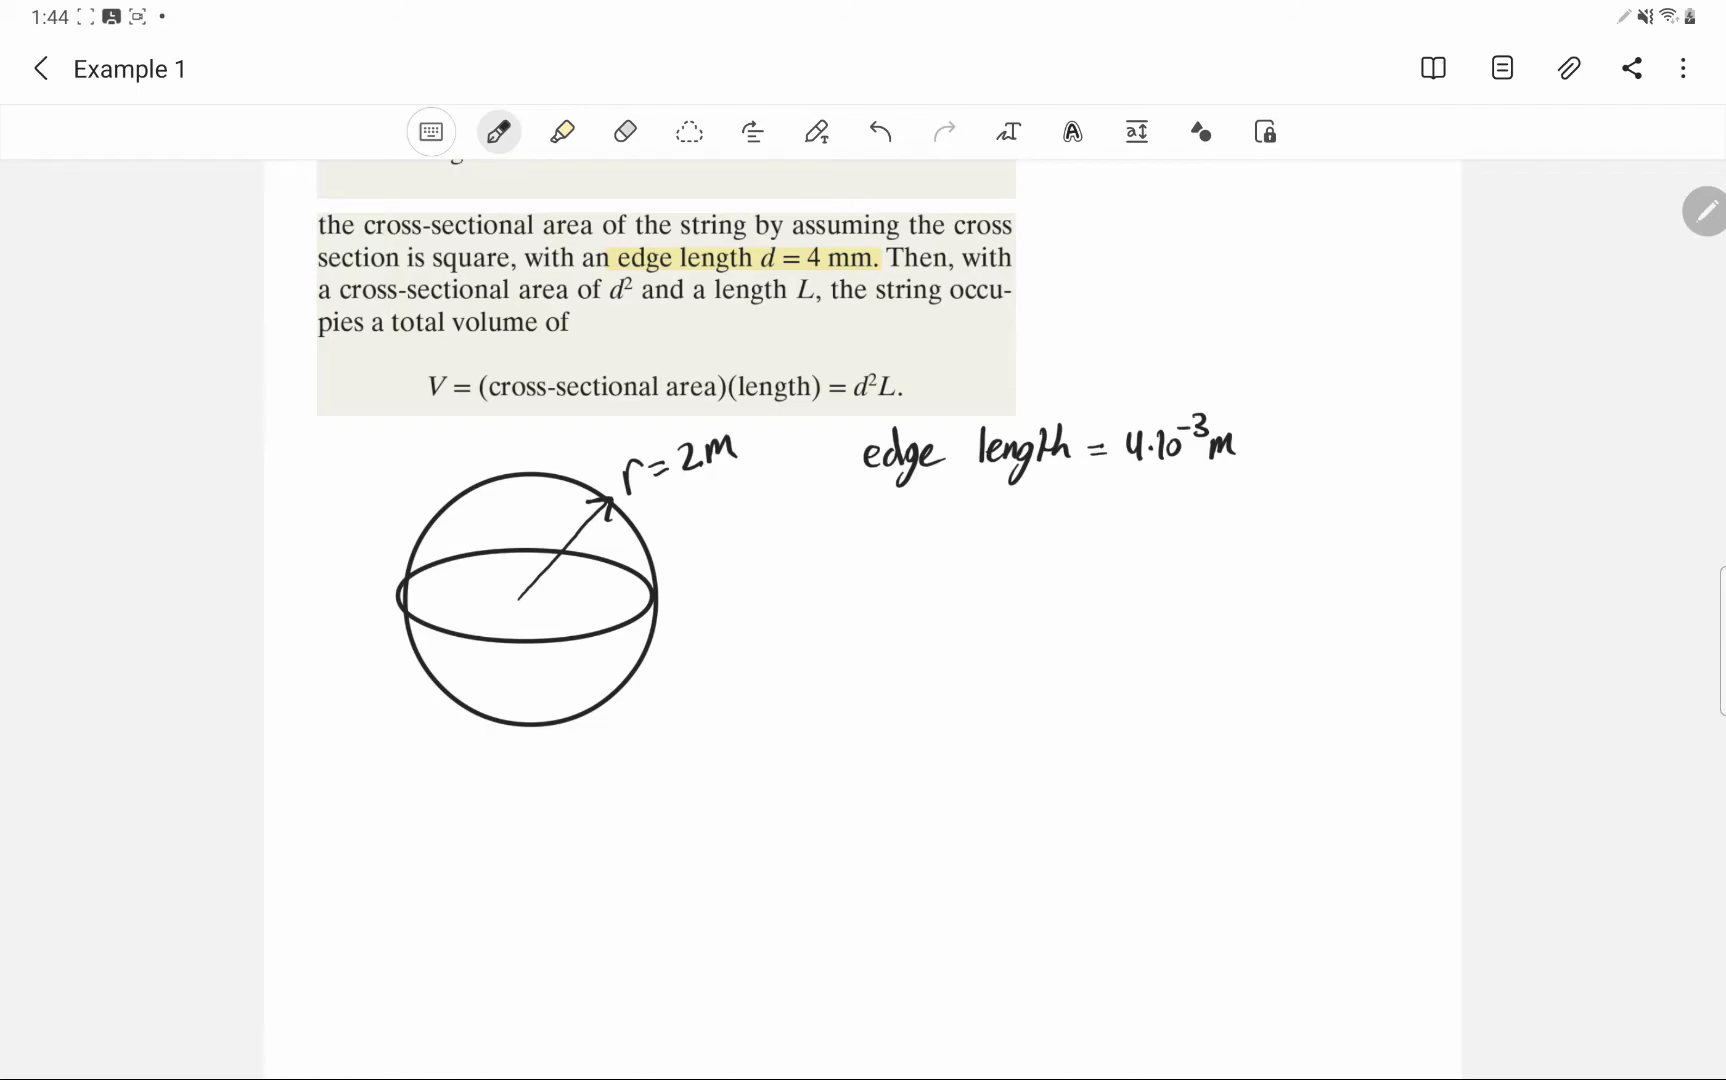 1:44
Example 1
the cross-sectional area of the string by assuming the cross
section is square, with an edge length d = 4 mm. Then, with
a cross-sectional area of d² and a length L, the string occu-
pies a total volume of
V = (cross-sectional area)(length) = d²L.
r = 2m
edge length = 4·10⁻³m